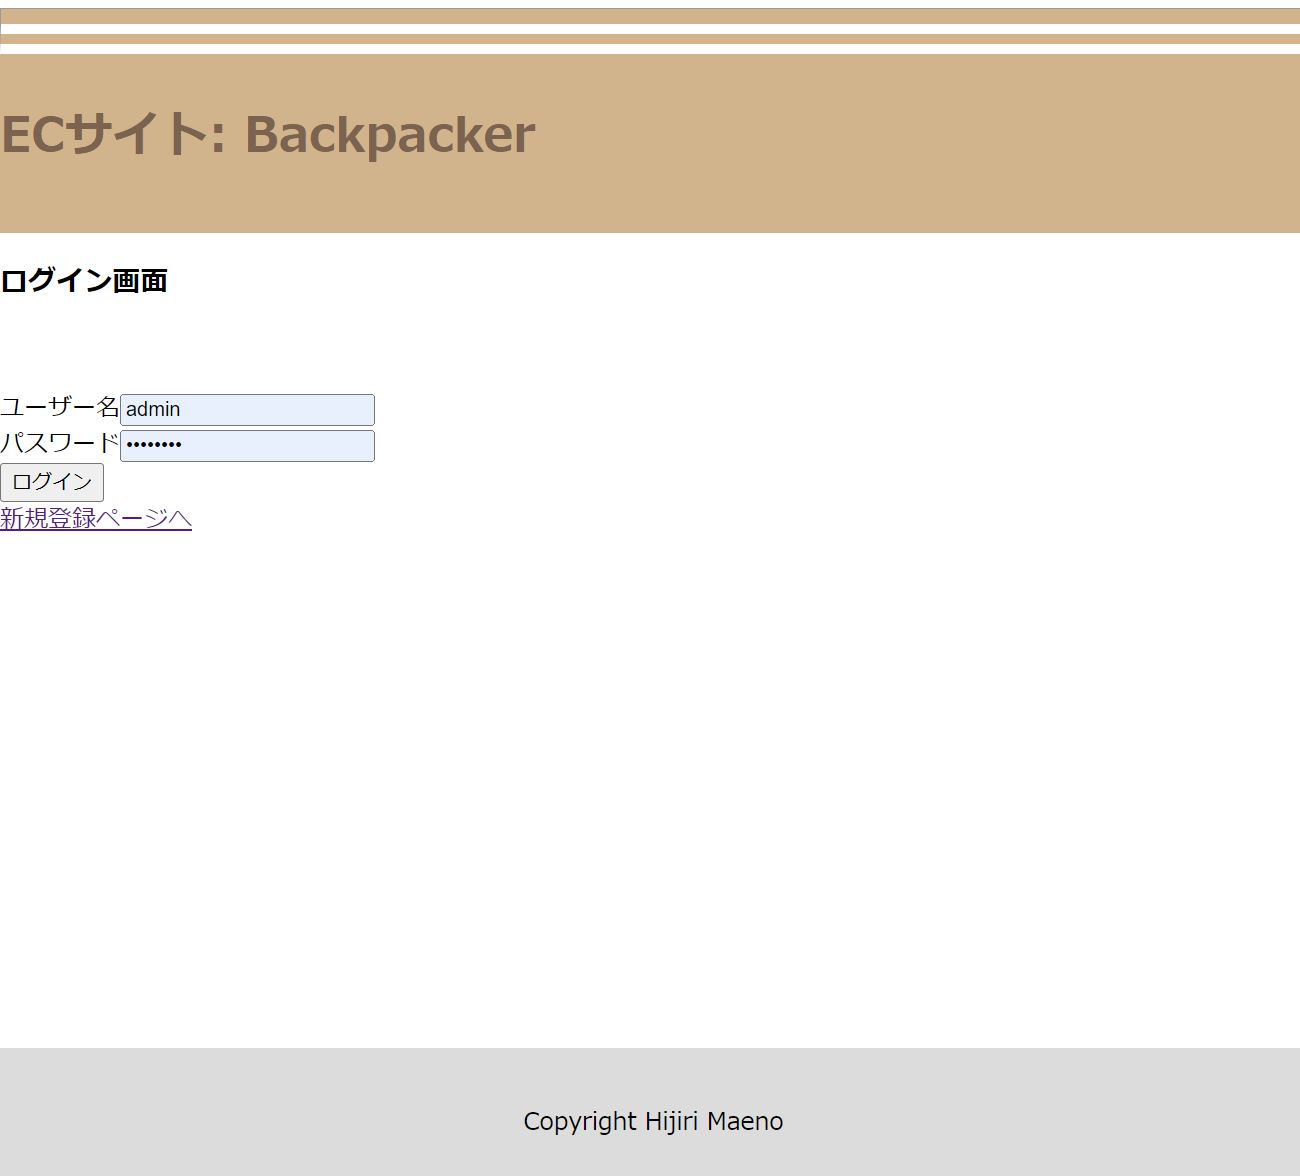 ECサイト: Backpacker
ログイン画面
ユーザー名 admin
パスワード ••••••••
ログイン
新規登録ページへ
Copyright Hijiri Maeno